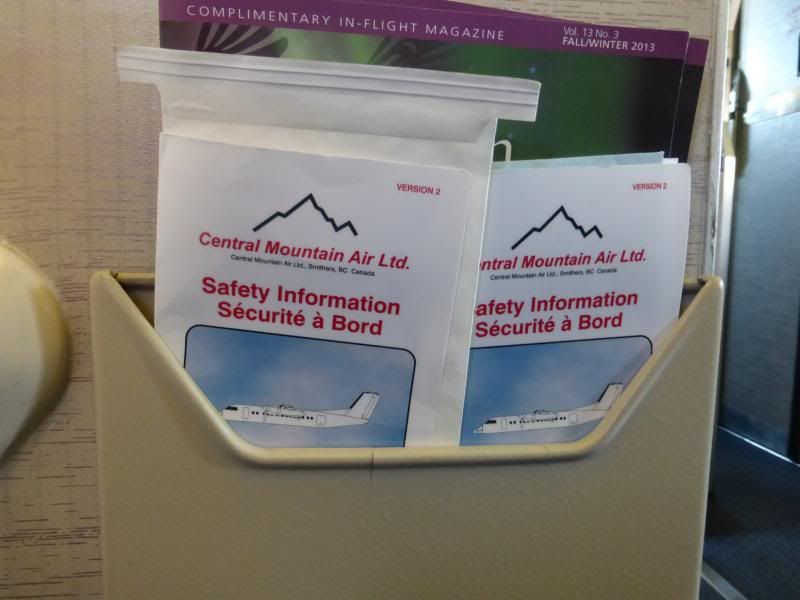 COMPLIMENTARY IN-FLIGHT MAGAZINE
Vol. 13 No. 3
FALL/WINTER 2013
VERSION 2
Central Mountain Air Ltd.
Central Mountain Air Ltd., Smithers, BC Canada
Safety Information
Sécurité à Bord
VERSION 2
ntral Mountain Air Ltd.
Central Mountain Air Ltd., Smithers, BC Canada
afety Information
Sécurité à Bord